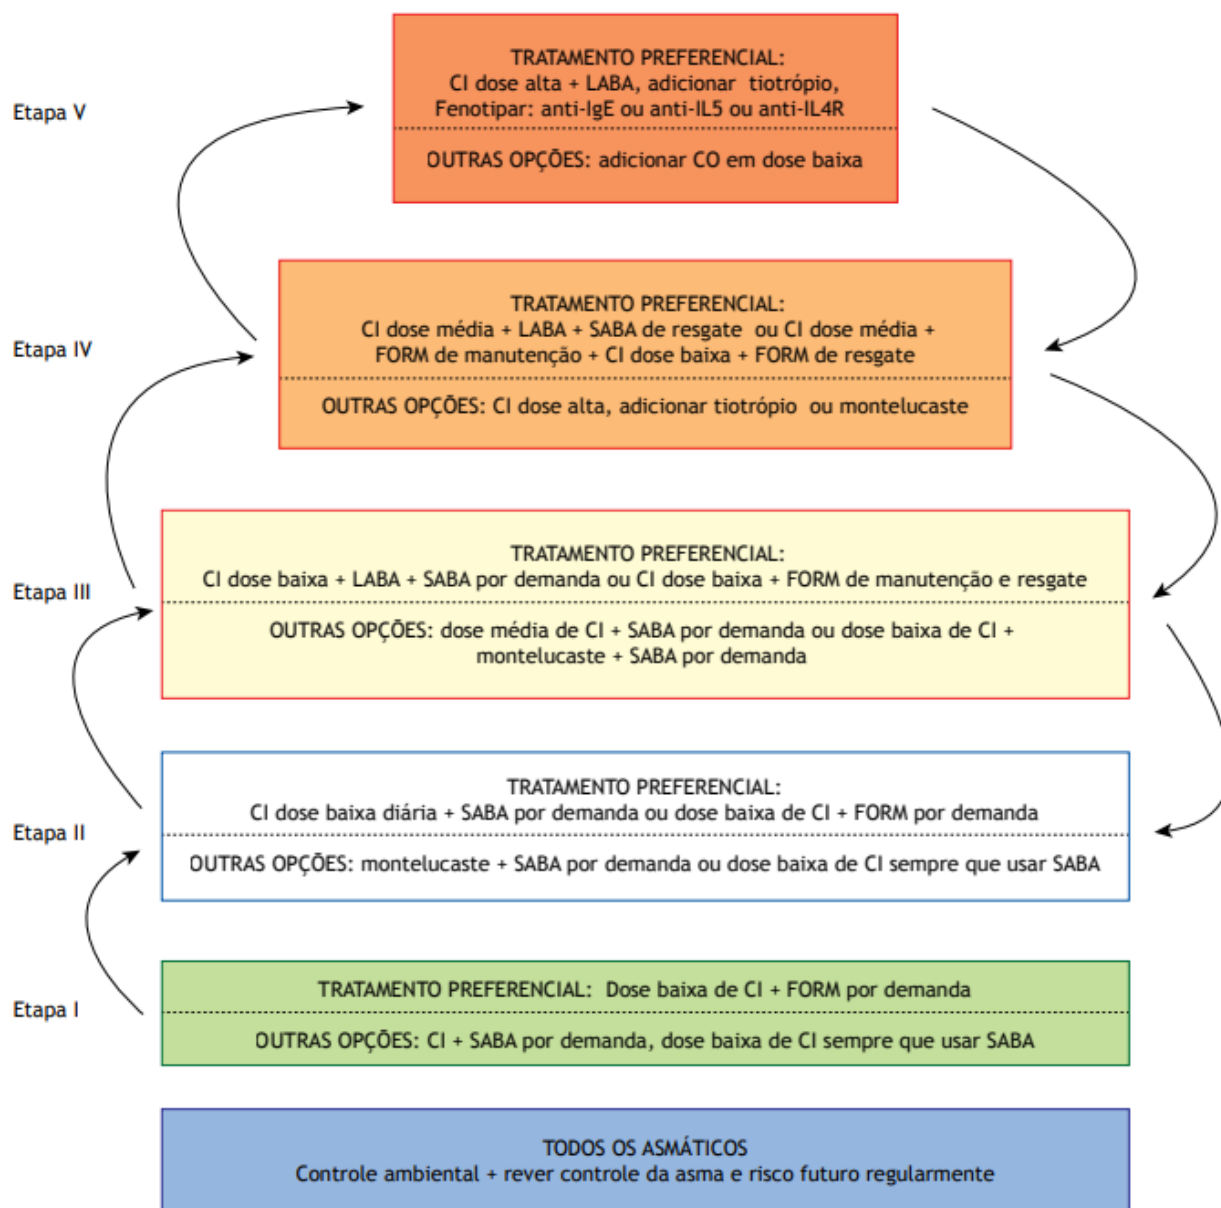 TRATAMENTO PREFERENCIAL:
CI dose alta + LABA, adicionar tiotrópio,
Fenotipar: anti-IgE ou anti-IL5 ou anti-IL4R
Etapa V
OUTRAS OPÇÕES: adicionar CO em dose baixa
TRATAMENTO PREFERENCIAL:
CI dose média + LABA + SABA de resgate ou CI dose média +
FORM de manutenção + CI dose baixa + FORM de resgate
Etapa IV
OUTRAS OPÇÕES: CI dose alta, adicionar tiotrópio ou montelucaste
TRATAMENTO PREFERENCIAL:
CI dose baixa + LABA + SABA por demanda ou CI dose baixa + FORM de manutenção e resgate
Etapa III
OUTRAS OPÇÕES: dose média de CI + SABA por demanda ou dose baixa de CI +
montelucaste + SABA por demanda
TRATAMENTO PREFERENCIAL:
CI dose baixa diária + SABA por demanda ou dose baixa de CI + FORM por demanda
Etapa II
OUTRAS OPÇÕES: montelucaste + SABA por demanda ou dose baixa de CI sempre que usar SABA
TRATAMENTO PREFERENCIAL: Dose baixa de CI + FORM por demanda
Etapa I
OUTRAS OPÇÕES: CI + SABA por demanda, dose baixa de CI sempre que usar SABA
TODOS OS ASMÁTICOS
Controle ambiental + rever controle da asma e risco futuro regularmente